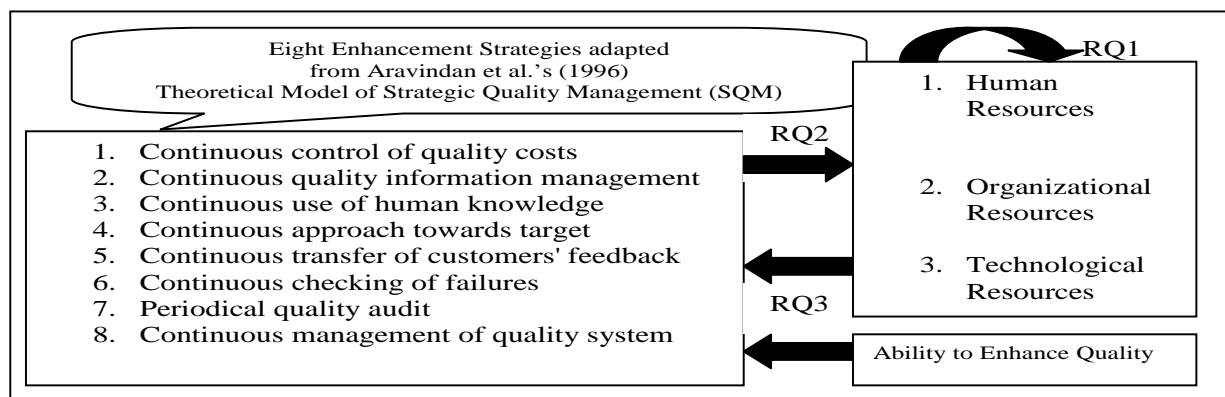 Eight Enhancement Strategies adapted
from Aravindan et al.'s (1996)
Theoretical Model of Strategic Quality Management (SQM)
1. Continuous control of quality costs
2. Continuous quality information management
3. Continuous use of human knowledge
4. Continuous approach towards target
5. Continuous transfer of customers' feedback
6. Continuous checking of failures
7. Periodical quality audit
8. Continuous management of quality system
RQ2
RQ3
RQ1
1. Human
Resources
2. Organizational
Resources
3. Technological
Resources
Ability to Enhance Quality